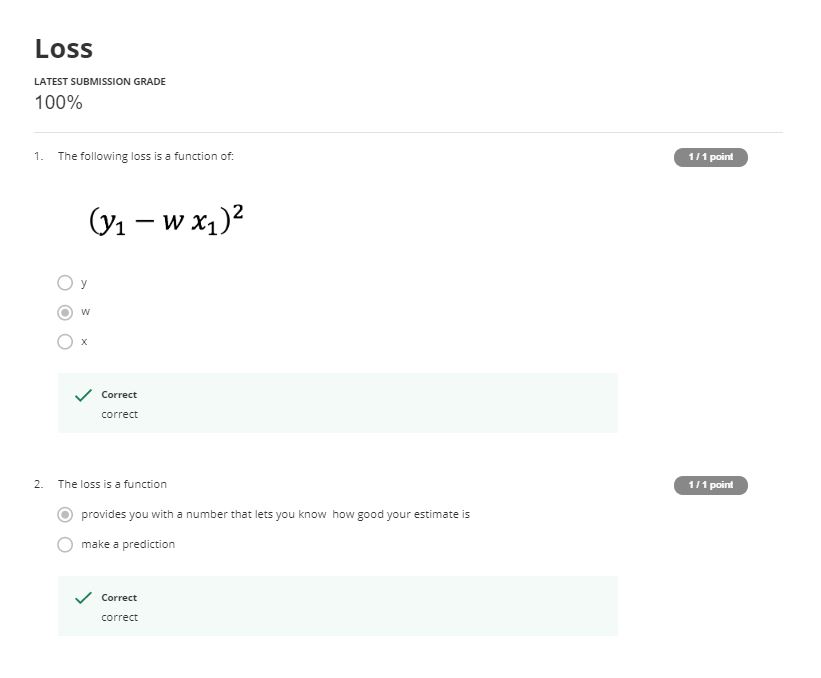 Loss
LATEST SUBMISSION GRADE
100%
1. The following loss is a function of:
1 / 1 point
(y₁ − w x₁)²
y
w
x
Correct
correct
2. The loss is a function
1 / 1 point
provides you with a number that lets you know  how good your estimate is
make a prediction
Correct
correct